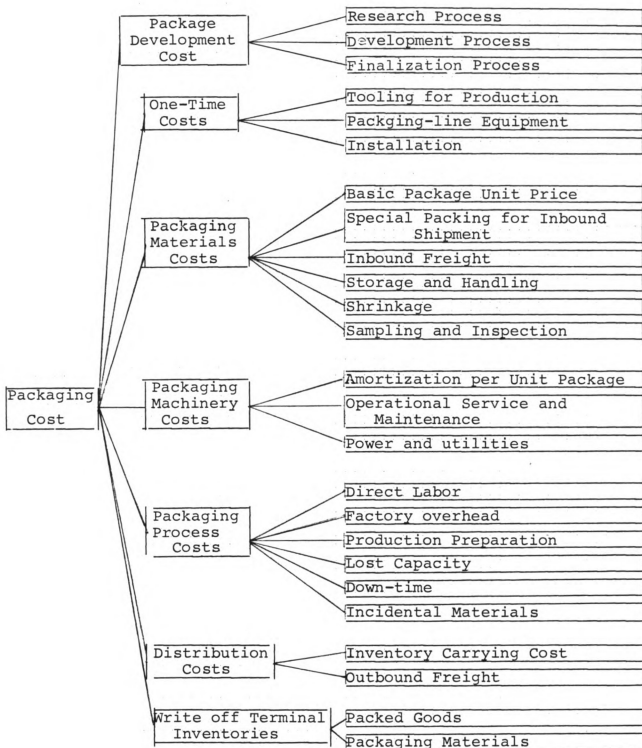 Package
Development
Cost
Research Process
Development Process
Finalization Process
One-Time
Costs
Tooling for Production
Packging-line Equipment
Installation
Packaging
Materials
Costs
Basic Package Unit Price
Special Packing for Inbound
Shipment
Inbound Freight
Storage and Handling
Shrinkage
Sampling and Inspection
Packaging
Cost
Packaging
Machinery
Costs
Amortization per Unit Package
Operational Service and
Maintenance
Power and utilities
Packaging
Process
Costs
Direct Labor
Factory overhead
Production Preparation
Lost Capacity
Down-time
Incidental Materials
Distribution
Costs
Inventory Carrying Cost
Outbound Freight
Write off Terminal
Inventories
Packed Goods
Packaging Materials